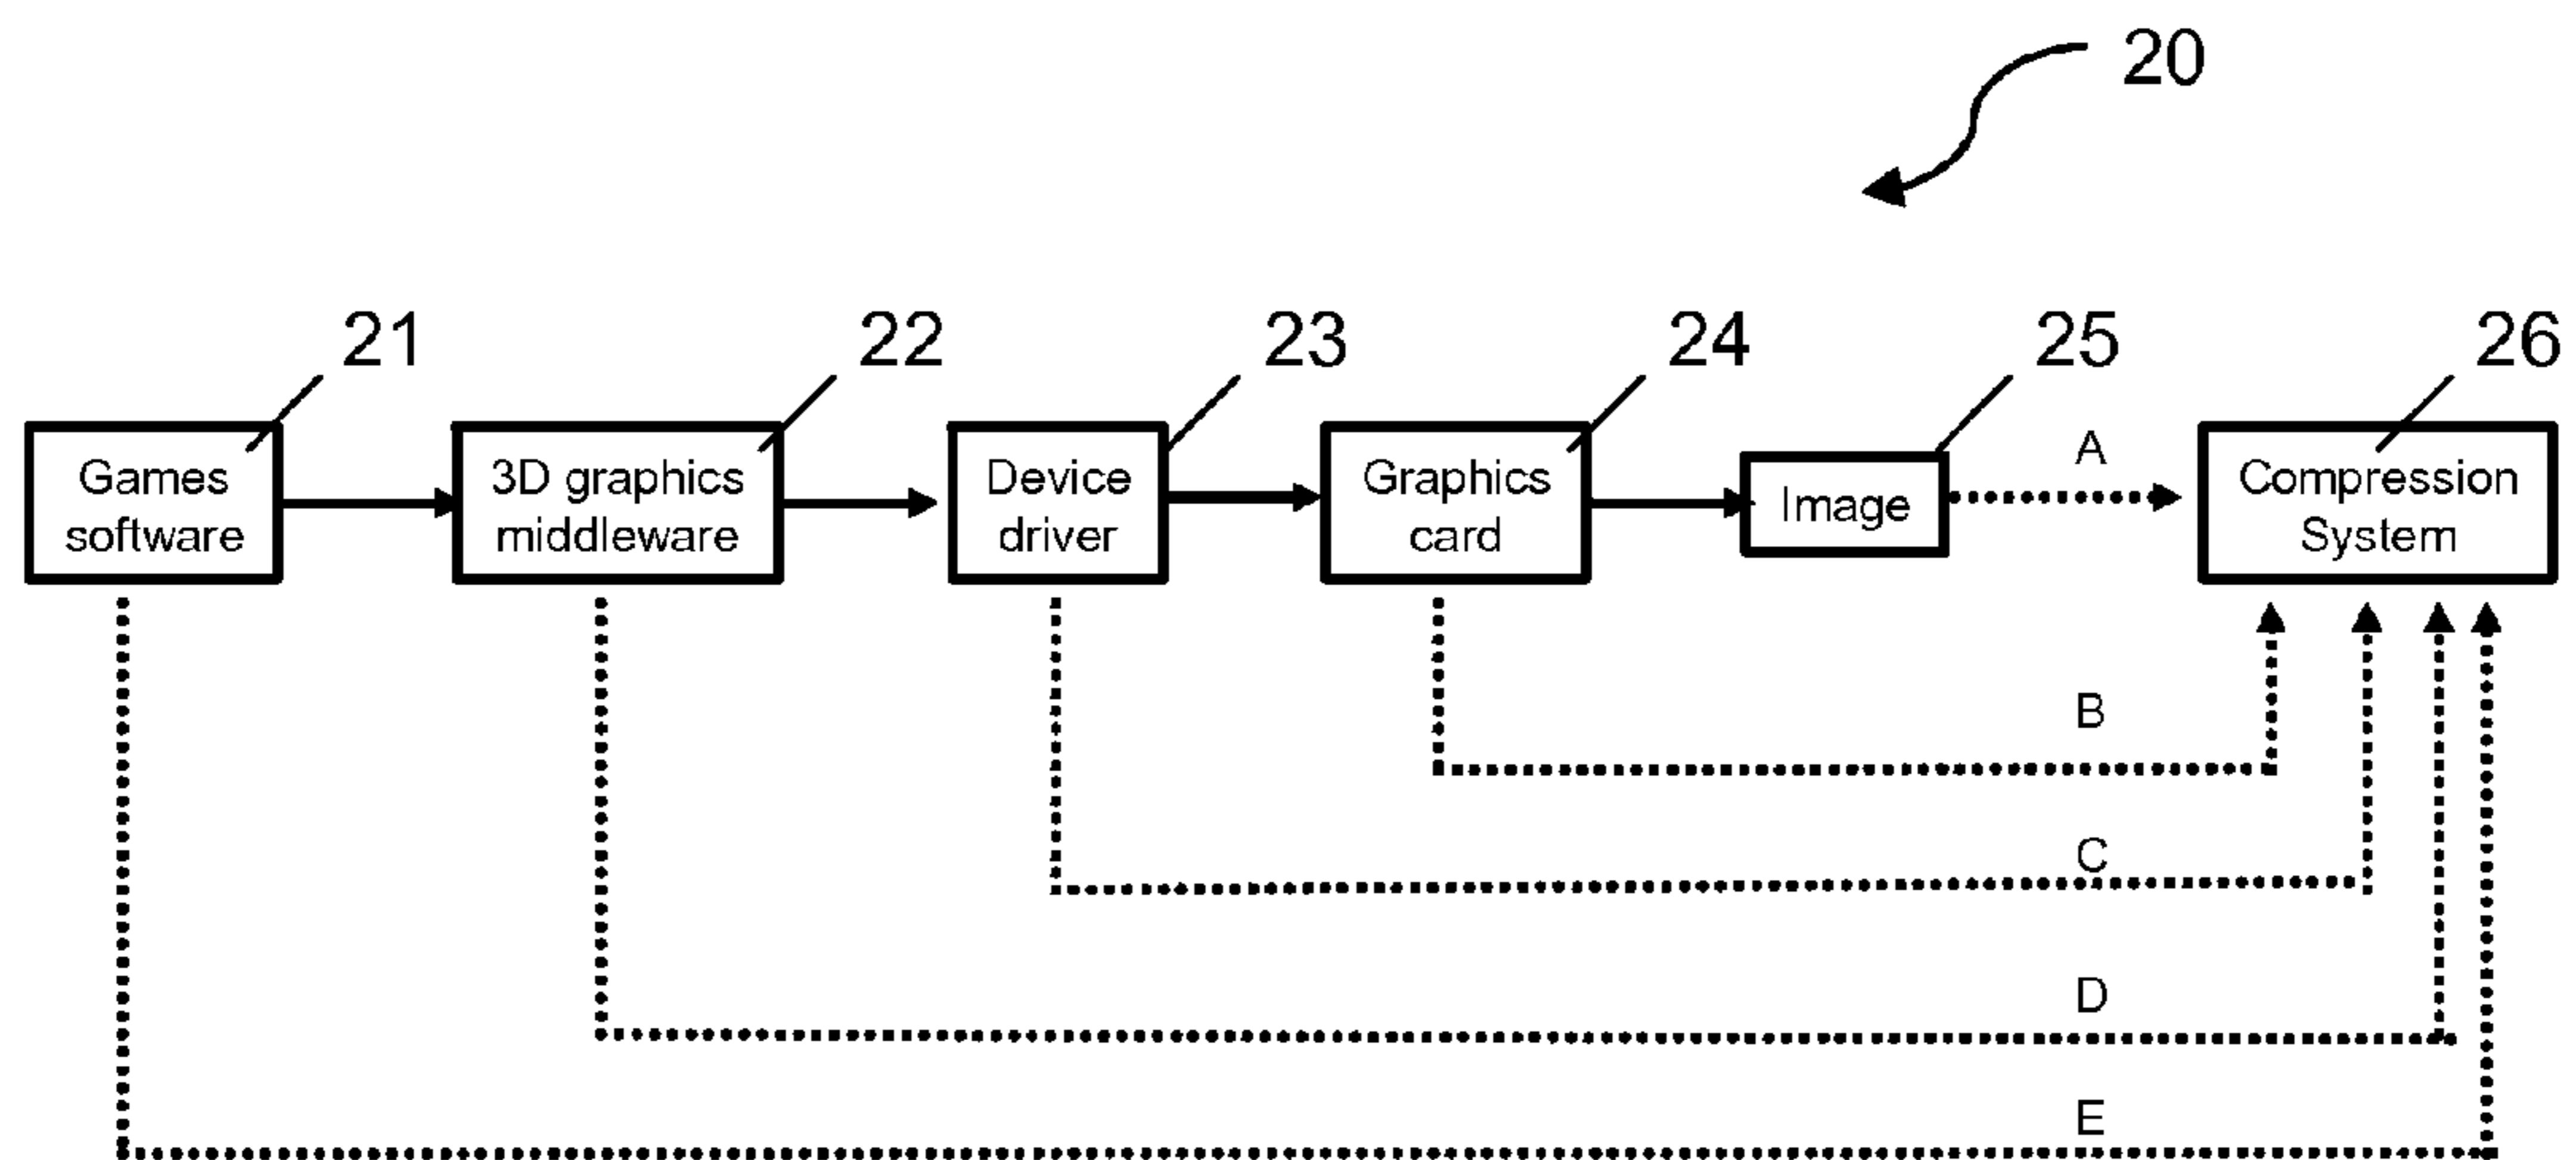 20
21
22
23
24
25
26
Games
software
3D graphics
middleware
Device
driver
Graphics
card
Image
A
Compression
System
B
C
D
E